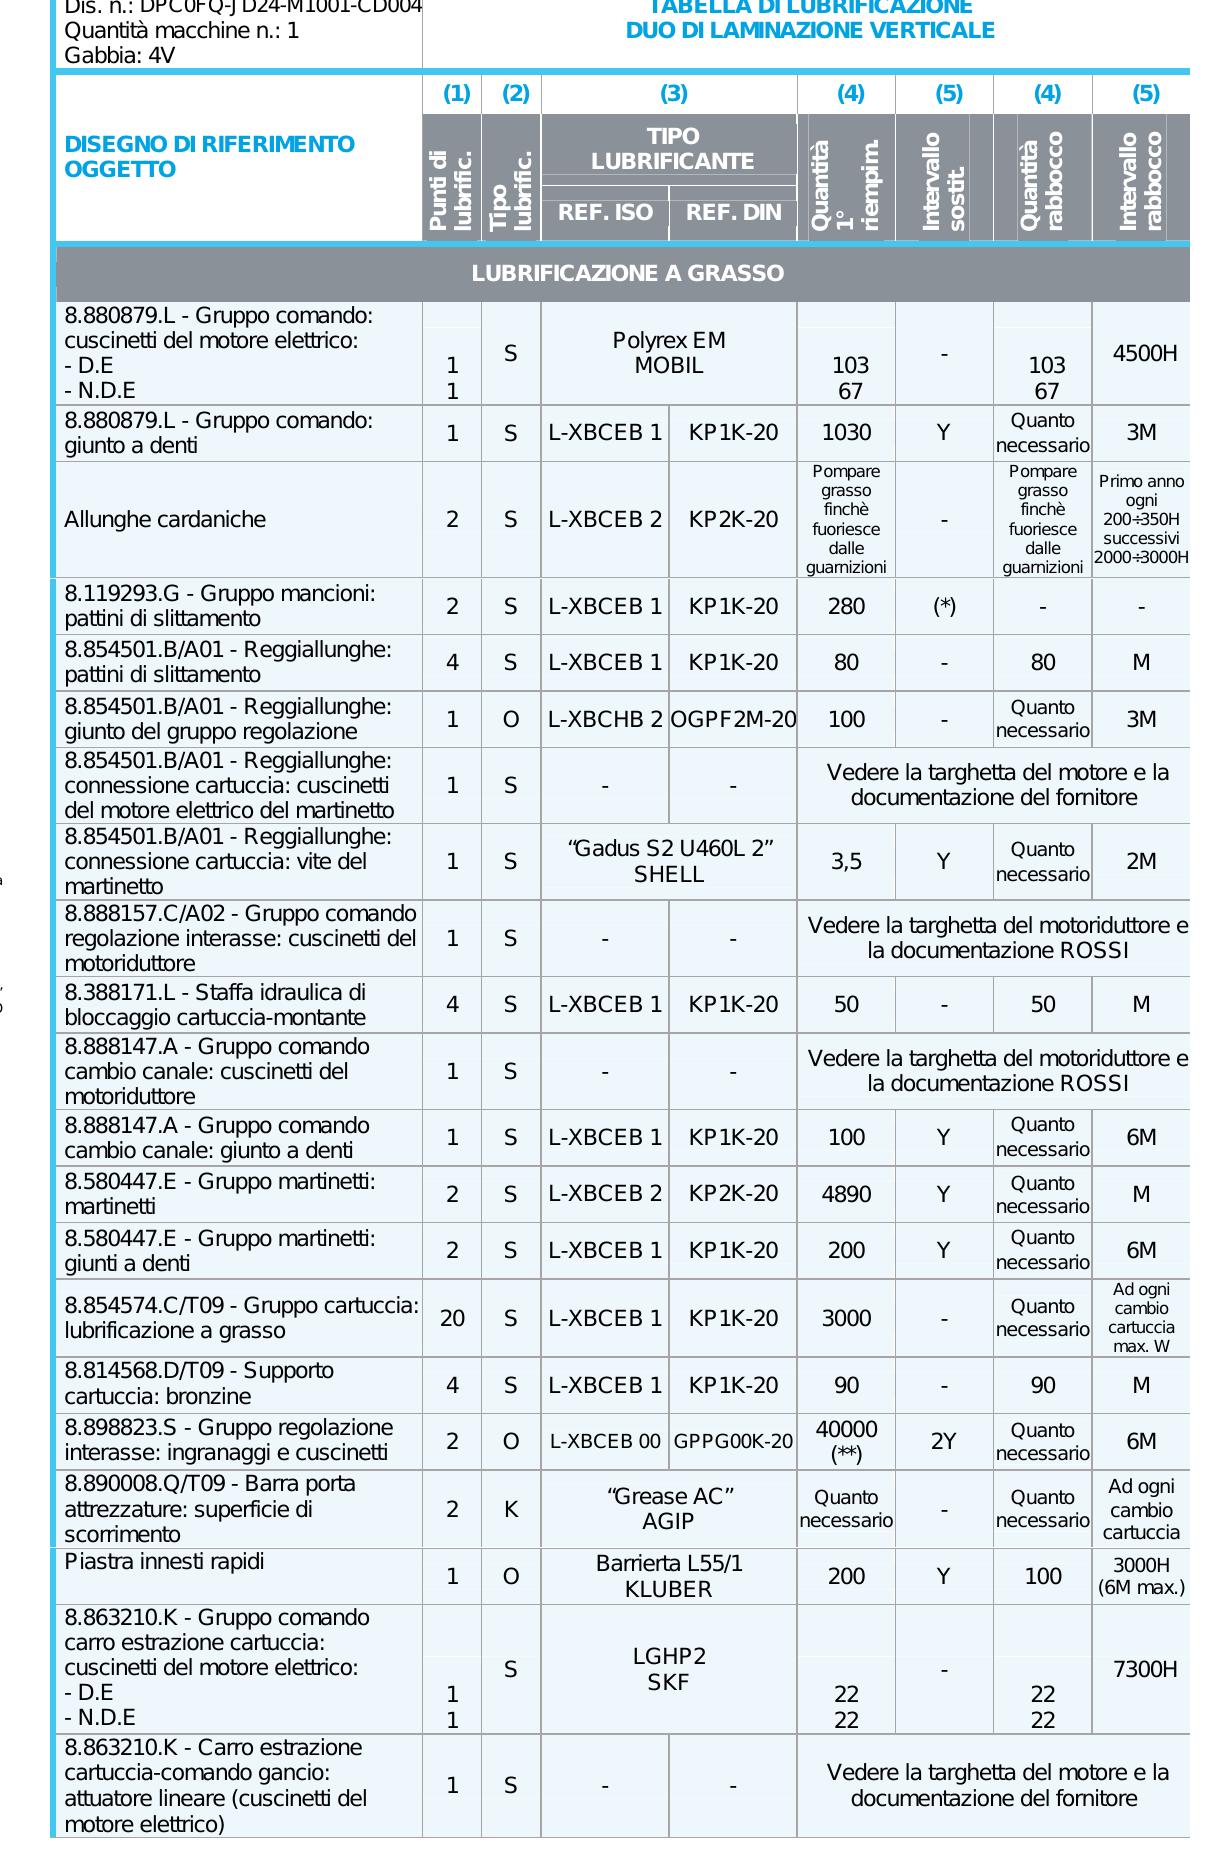 Dis. n.: DPC0FQ-JD24-M1001-CD004
Quantità macchine n.: 1
Gabbia: 4V
TABELLA DI LUBRIFICAZIONE
DUO DI LAMINAZIONE VERTICALE
(1) (2) (3) (4) (5) (4) (5)
DISEGNO DI RIFERIMENTO
OGGETTO
Punti di
lubrific.
Tipo
lubrific.
TIPO
LUBRIFICANTE
REF. ISO REF. DIN
Quantità
1°
riempim.
Intervallo
sostit.
Quantità
rabbocco
Intervallo
rabbocco
LUBRIFICAZIONE A GRASSO
8.880879.L - Gruppo comando:
cuscinetti del motore elettrico:
- D.E
- N.D.E
1
1
S
Polyrex EM
MOBIL
103
67
-
103
67
4500H
8.880879.L - Gruppo comando:
giunto a denti
1 S L-XBCEB 1 KP1K-20 1030 Y
Quanto
necessario
3M
Allunghe cardaniche
2 S L-XBCEB 2 KP2K-20
Pompare
grasso
finchè
fuoriesce
dalle
guarnizioni
-
Pompare
grasso
finchè
fuoriesce
dalle
guarnizioni
Primo anno
ogni
200÷350H
successivi
2000÷3000H
8.119293.G - Gruppo mancioni:
pattini di slittamento
2 S L-XBCEB 1 KP1K-20 280 (*) - -
8.854501.B/A01 - Reggiallunghe:
pattini di slittamento
4 S L-XBCEB 1 KP1K-20 80 - 80 M
8.854501.B/A01 - Reggiallunghe:
giunto del gruppo regolazione
1 O L-XBCHB 2 OGPF2M-20 100 -
Quanto
necessario
3M
8.854501.B/A01 - Reggiallunghe:
connessione cartuccia: cuscinetti
del motore elettrico del martinetto
1 S - -
Vedere la targhetta del motore e la
documentazione del fornitore
8.854501.B/A01 - Reggiallunghe:
connessione cartuccia: vite del
martinetto
1 S
“Gadus S2 U460L 2”
SHELL
3,5 Y
Quanto
necessario
2M
8.888157.C/A02 - Gruppo comando
regolazione interasse: cuscinetti del
motoriduttore
1 S - -
Vedere la targhetta del motoriduttore e
la documentazione ROSSI
8.388171.L - Staffa idraulica di
bloccaggio cartuccia-montante
4 S L-XBCEB 1 KP1K-20 50 - 50 M
8.888147.A - Gruppo comando
cambio canale: cuscinetti del
motoriduttore
1 S - -
Vedere la targhetta del motoriduttore e
la documentazione ROSSI
8.888147.A - Gruppo comando
cambio canale: giunto a denti
1 S L-XBCEB 1 KP1K-20 100 Y
Quanto
necessario
6M
8.580447.E - Gruppo martinetti:
martinetti
2 S L-XBCEB 2 KP2K-20 4890 Y
Quanto
necessario
M
8.580447.E - Gruppo martinetti:
giunti a denti
2 S L-XBCEB 1 KP1K-20 200 Y
Quanto
necessario
6M
8.854574.C/T09 - Gruppo cartuccia:
lubrificazione a grasso
20 S L-XBCEB 1 KP1K-20 3000 -
Quanto
necessario
Ad ogni
cambio
cartuccia
max. W
8.814568.D/T09 - Supporto
cartuccia: bronzine
4 S L-XBCEB 1 KP1K-20 90 - 90 M
8.898823.S - Gruppo regolazione
interasse: ingranaggi e cuscinetti
2 O L-XBCEB 00 GPPG00K-20
40000
(**)
2Y
Quanto
necessario
6M
8.890008.Q/T09 - Barra porta
attrezzature: superficie di
scorrimento
2 K
“Grease AC”
AGIP
Quanto
necessario
-
Quanto
necessario
Ad ogni
cambio
cartuccia
Piastra innesti rapidi
1 O
Barrierta L55/1
KLUBER
200 Y 100
3000H
(6M max.)
8.863210.K - Gruppo comando
carro estrazione cartuccia:
cuscinetti del motore elettrico:
- D.E
- N.D.E
1
1
S
LGHP2
SKF
22
22
-
22
22
7300H
8.863210.K - Carro estrazione
cartuccia-comando gancio:
attuatore lineare (cuscinetti del
motore elettrico)
1 S - -
Vedere la targhetta del motore e la
documentazione del fornitore